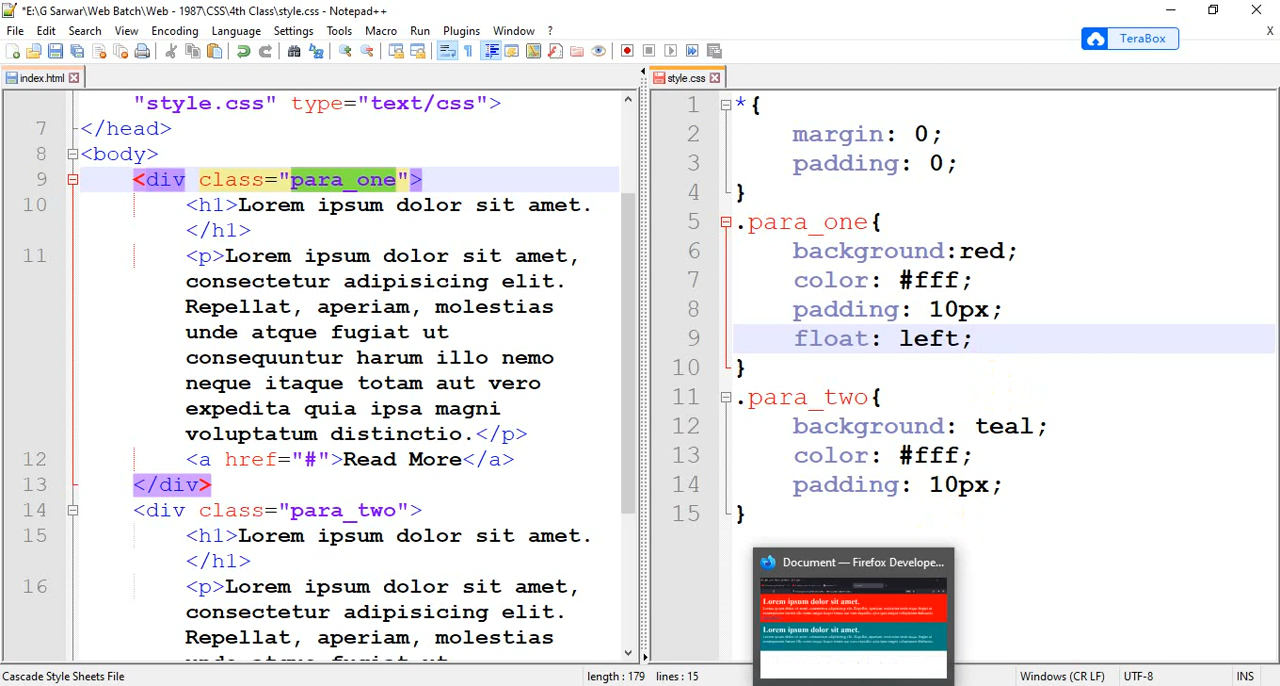 *E:\G Sarwar\Web Batch\Web - 1987\CSS\4th Class\style.css - Notepad++
File Edit Search View Encoding Language Settings Tools Macro Run Plugins Window ? X
TeraBox
index.html
"style.css" type="text/css">
7 </head>
8 <body>
9 <div class="para_one">
10 <h1>Lorem ipsum dolor sit amet.
</h1>
11 <p>Lorem ipsum dolor sit amet,
consectetur adipisicing elit.
Repellat, aperiam, molestias
unde atque fugiat ut
consequuntur harum illo nemo
neque itaque totam aut vero
expedita quia ipsa magni
voluptatum distinctio.</p>
12 <a href="#">Read More</a>
13 </div>
14 <div class="para_two">
15 <h1>Lorem ipsum dolor sit amet.
</h1>
16 <p>Lorem ipsum dolor sit amet,
consectetur adipisicing elit.
Repellat, aperiam, molestias
unde atque fugiat ut
style.css
1 *{
2 margin: 0;
3 padding: 0;
4 }
5 .para_one{
6 background:red;
7 color: #fff;
8 padding: 10px;
9 float: left;
10 }
11 .para_two{
12 background: teal;
13 color: #fff;
14 padding: 10px;
15 }
Document — Firefox Develope...
Lorem ipsum dolor sit amet.
Lorem ipsum dolor sit amet.
Cascade Style Sheets File length : 179 lines : 15 Windows (CR LF) UTF-8 INS